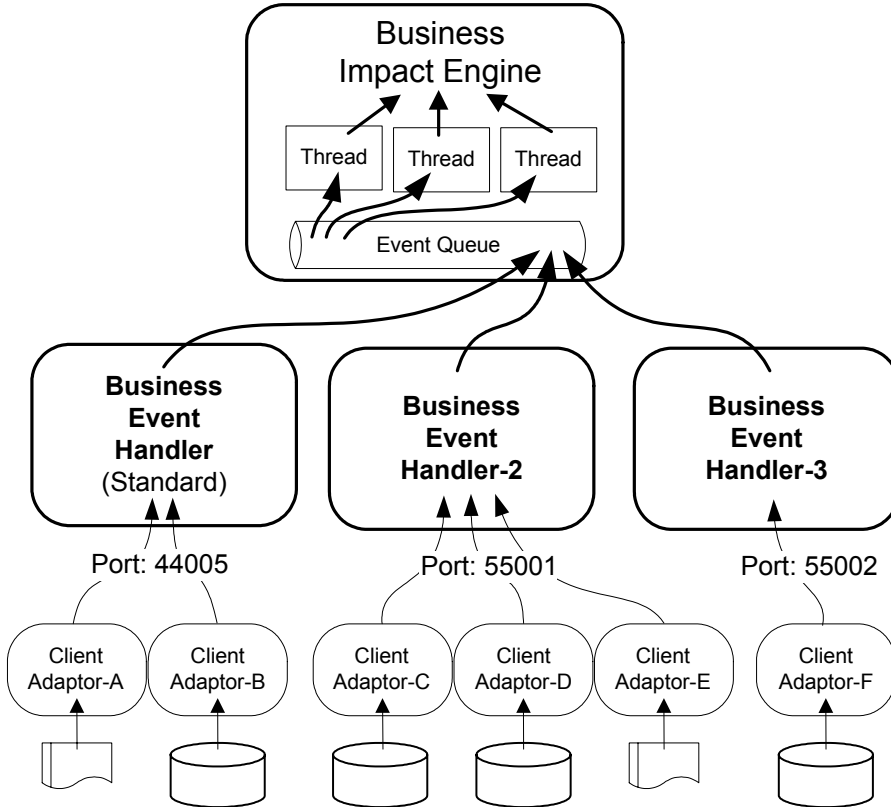 Business
Impact Engine
Thread
Thread
Thread
Event Queue
Business
Event
Handler
(Standard)
Business
Event
Handler-2
Business
Event
Handler-3
Port: 44005
Port: 55001
Port: 55002
Client
Adaptor-A
Client
Adaptor-B
Client
Adaptor-C
Client
Adaptor-D
Client
Adaptor-E
Client
Adaptor-F